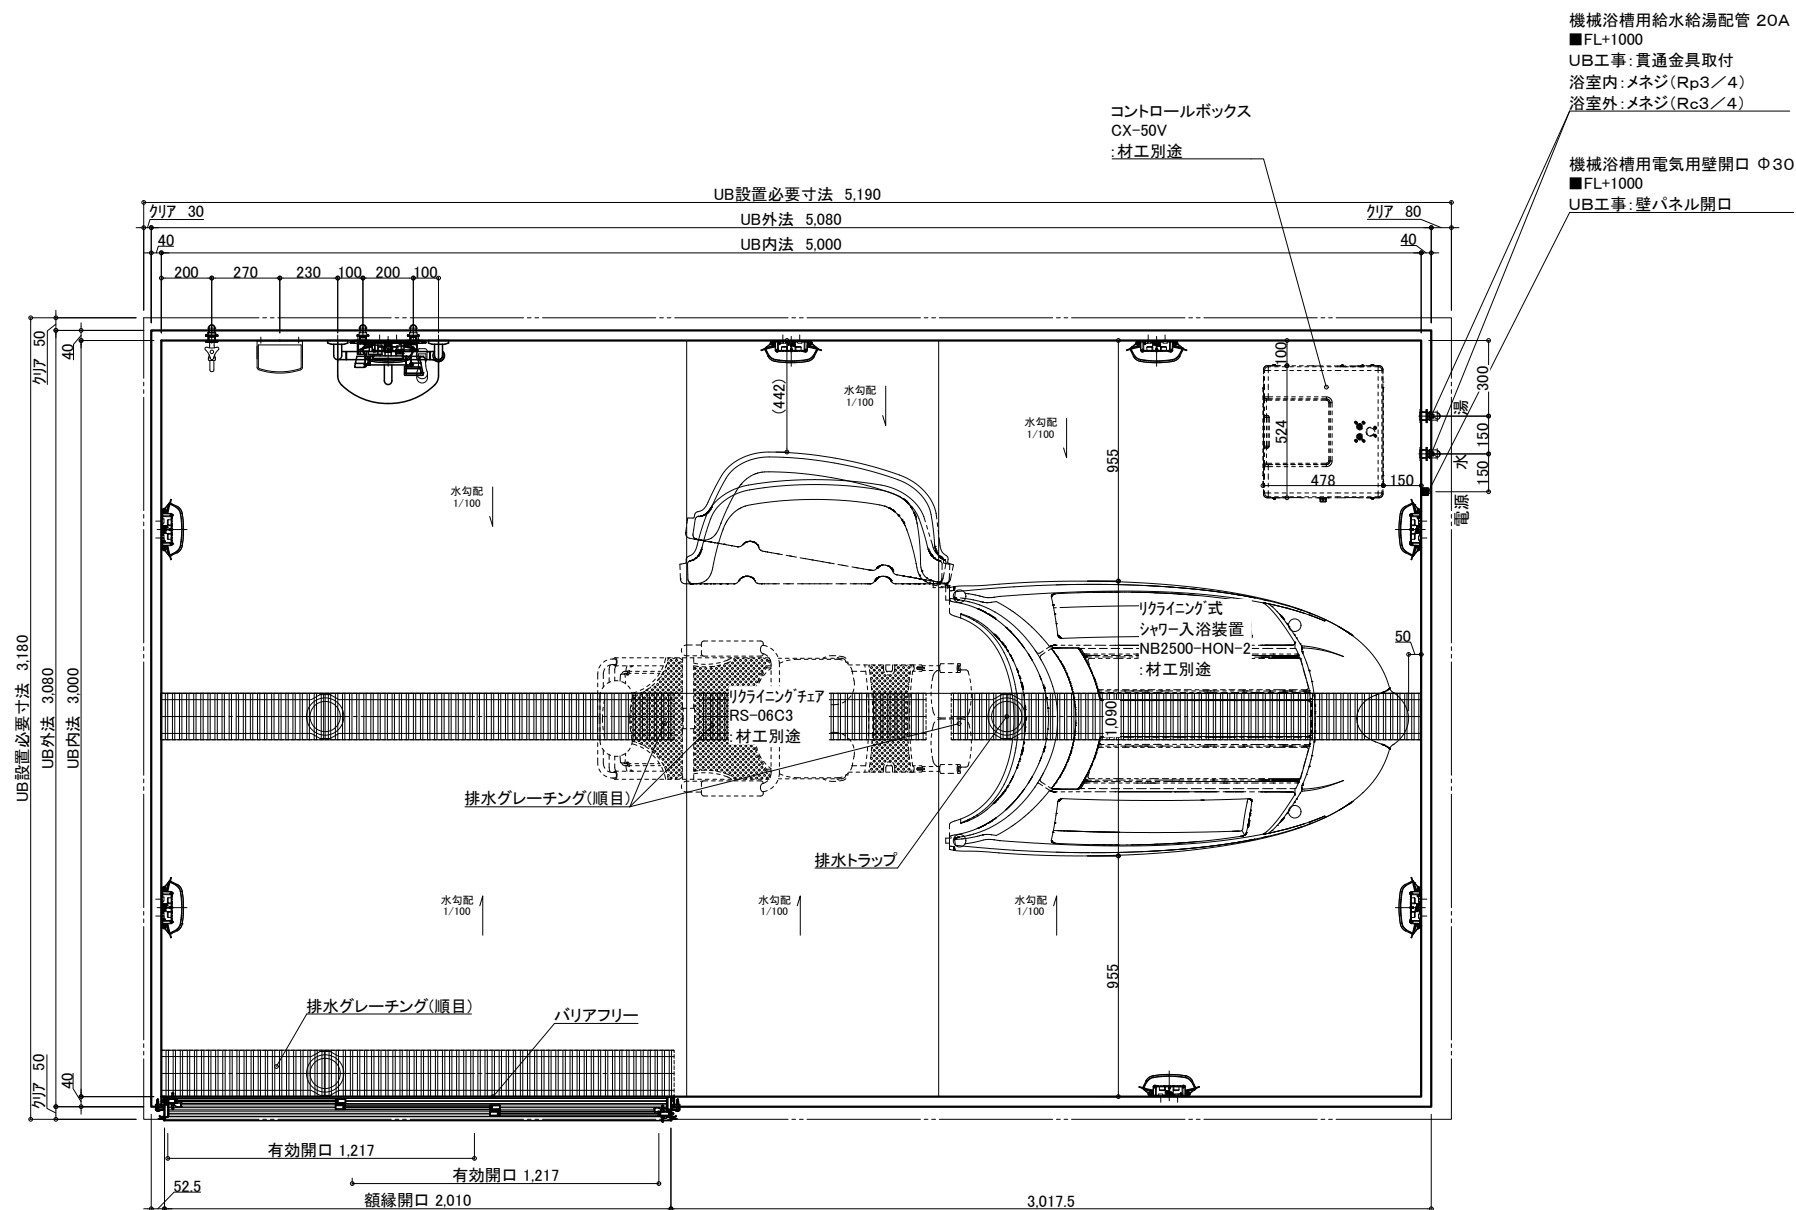 機械浴槽用給水給湯配管 20A
■FL+1000
UB工事:貫通金具取付
浴室内:メネジ(Rp3／4)
浴室外:メネジ(Rc3／4)
コントロールボックス
CX-50V
:材工別途
機械浴槽用電気用壁開口 Φ30
■FL+1000
UB工事:壁パネル開口
UB設置必要寸法 5,190
クリア 30
UB外法 5,080
クリア 80
40
UB内法 5,000
40
200
270
230
100
200
100
クリア 50
40
UB設置必要寸法 3,180
UB外法 3,080
UB内法 3,000
クリア 50
40
(442)
水勾配
1/100
水勾配
1/100
水勾配
1/100
955
100
524
478
150
300
湯
150
水
150
電源
リクライニング式
シャワー入浴装置
NB2500-HON-2
:材工別途
50
1,090
リクライニングチェア
RS-06C3
:材工別途
排水グレーチング(順目)
排水トラップ
水勾配
1/100
水勾配
1/100
水勾配
1/100
955
排水グレーチング(順目)
バリアフリー
有効開口 1,217
有効開口 1,217
52.5
額縁開口 2,010
3,017.5